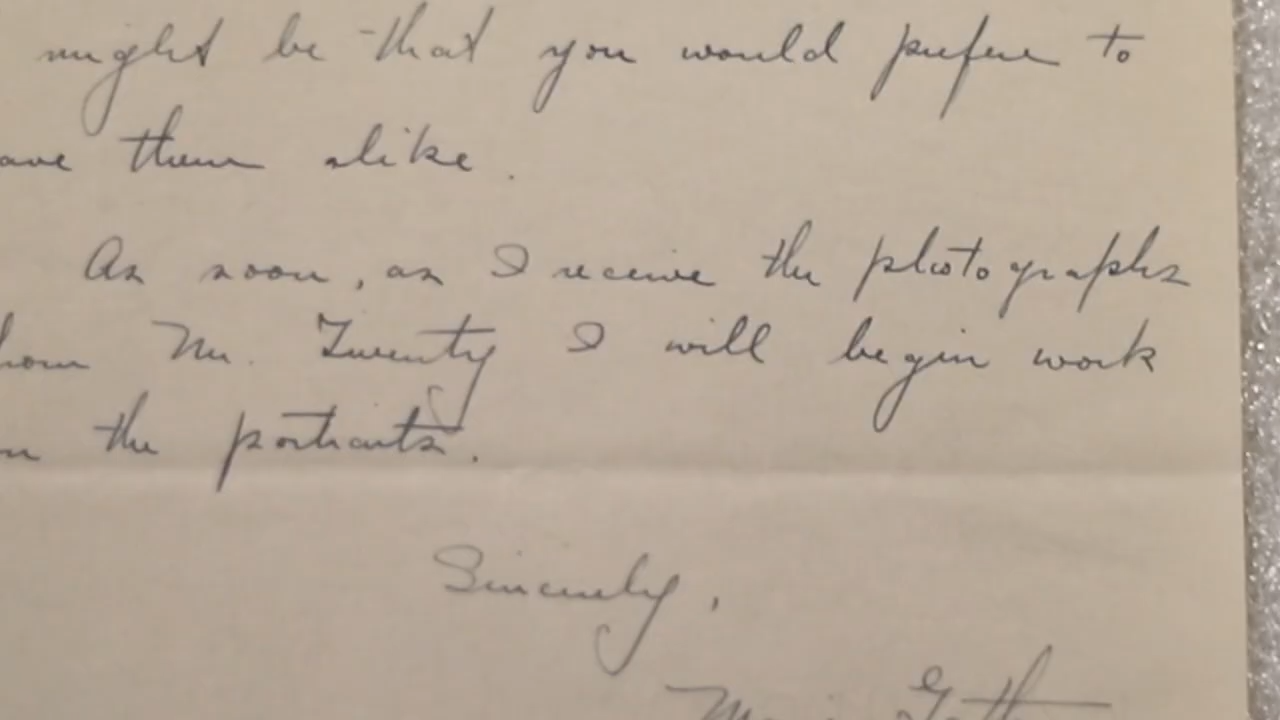 might be that you would prefer to
ave them alike.
As soon, as I receive the photographs
from Mr. Twenty I will begin work
on the portraits.
Sincerely,